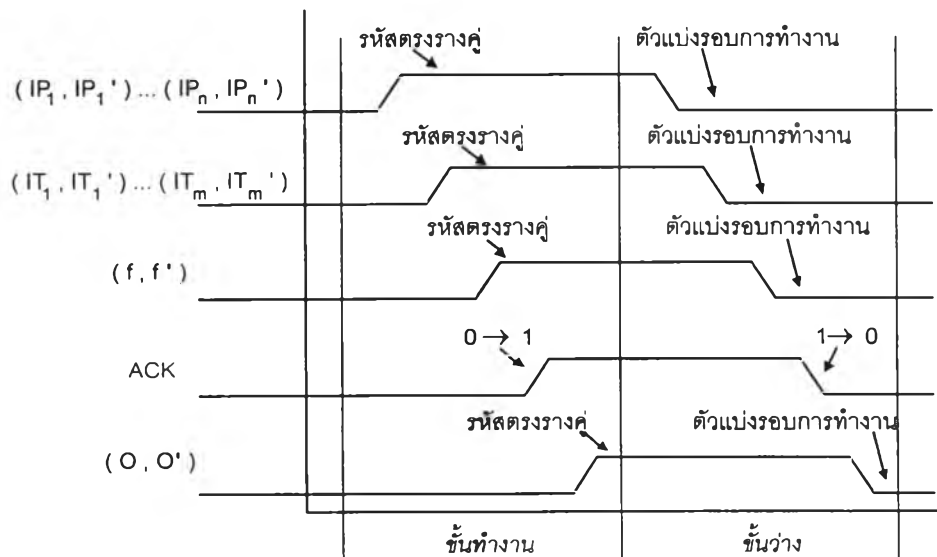 รหัสตรงรางคู่ ตัวแบ่งรอบการทำงาน
( IP₁ , IP₁ ' ) ... ( IPₙ , IPₙ ' )
รหัสตรงรางคู่ ตัวแบ่งรอบการทำงาน
( IT₁ , IT₁ ' ) ... ( ITₘ , ITₘ ' )
รหัสตรงรางคู่ ตัวแบ่งรอบการทำงาน
( f , f ' )
0 → 1 1 → 0
ACK
รหัสตรงรางคู่ ตัวแบ่งรอบการทำงาน
( O , O' )
ขั้นทำงาน ขั้นว่าง